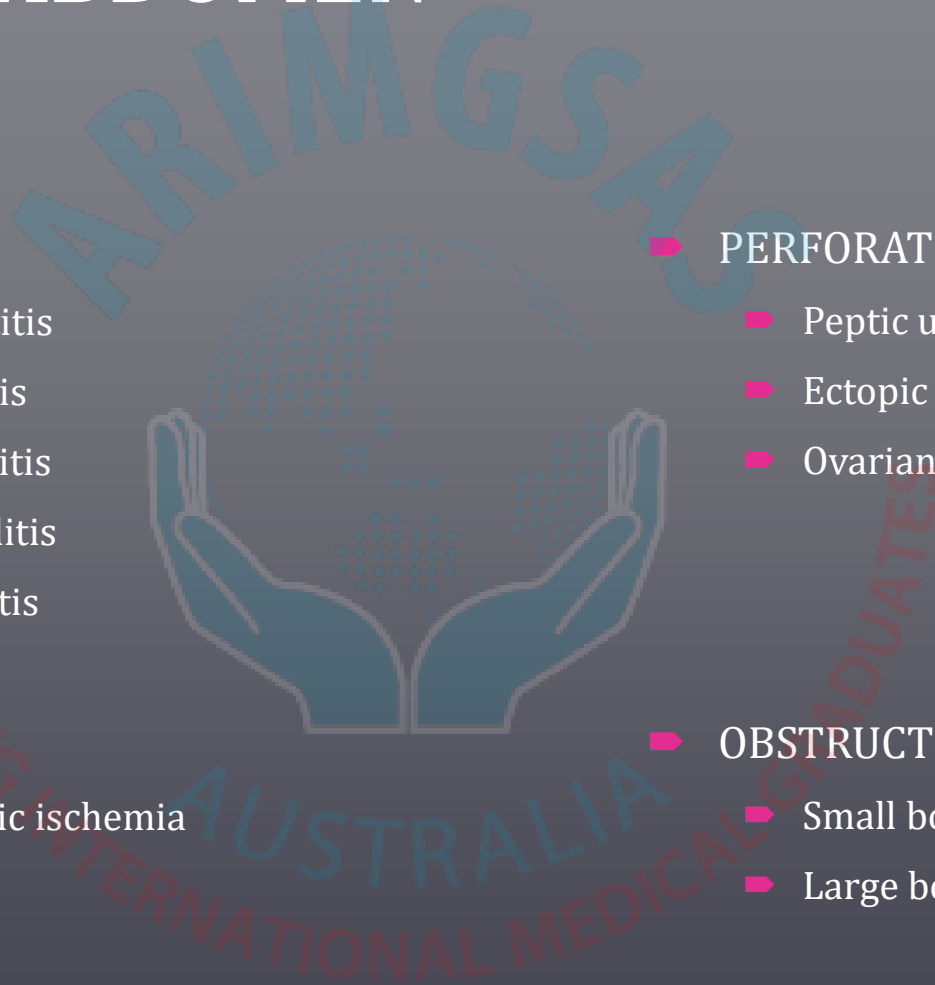 ABDOMEN
itis
is
itis
litis
tis
ic ischemia
PERFORAT
Peptic u
Ectopic
Ovarian
OBSTRUCT
Small bo
Large be
ARIMGSAS
AUSTRALIA
G INTERNATIONAL MEDICAL GRADUATES